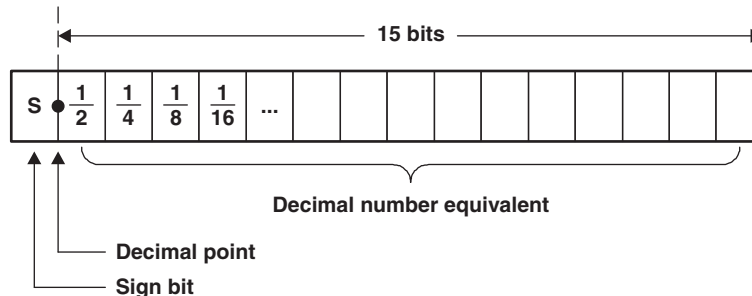 15 bits
S 1/2 1/4 1/8 1/16 ...
Decimal number equivalent
Decimal point
Sign bit